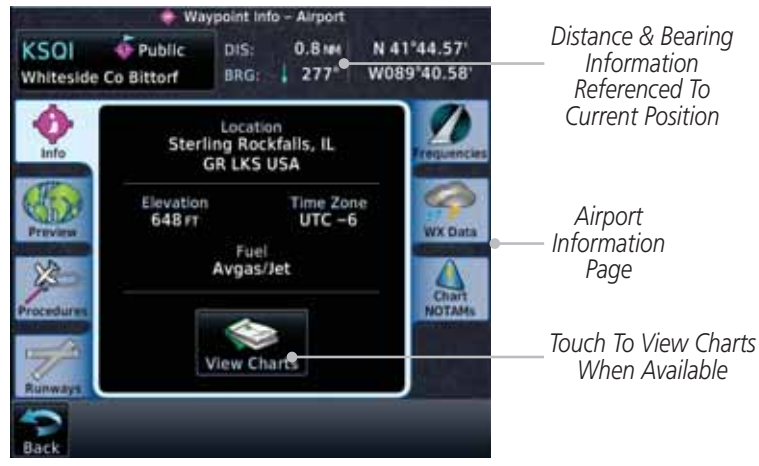 Waypoint Info – Airport
KSQI Public
Whiteside Co Bittorf
DIS: 0.8 NM
BRG: 277°
N 41°44.57'
W089°40.58'
Distance & Bearing
Information
Referenced To
Current Position
Info
Preview
Procedures
Runways
Location
Sterling Rockfalls, IL
GR LKS USA
Elevation
648 FT
Time Zone
UTC –6
Fuel
Avgas/Jet
View Charts
Frequencies
WX Data
Chart
NOTAMs
Airport
Information
Page
Touch To View Charts
When Available
Back